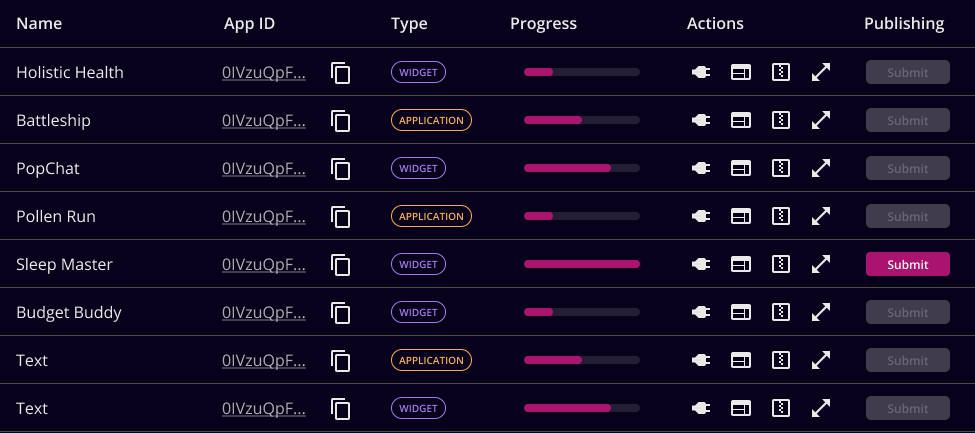 Name App ID Type Progress Actions Publishing
Holistic Health 0IVzuQpF... WIDGET Submit
Battleship 0IVzuQpF... APPLICATION Submit
PopChat 0IVzuQpF... WIDGET Submit
Pollen Run 0IVzuQpF... APPLICATION Submit
Sleep Master 0IVzuQpF... WIDGET Submit
Budget Buddy 0IVzuQpF... WIDGET Submit
Text 0IVzuQpF... APPLICATION Submit
Text 0IVzuQpF... WIDGET Submit